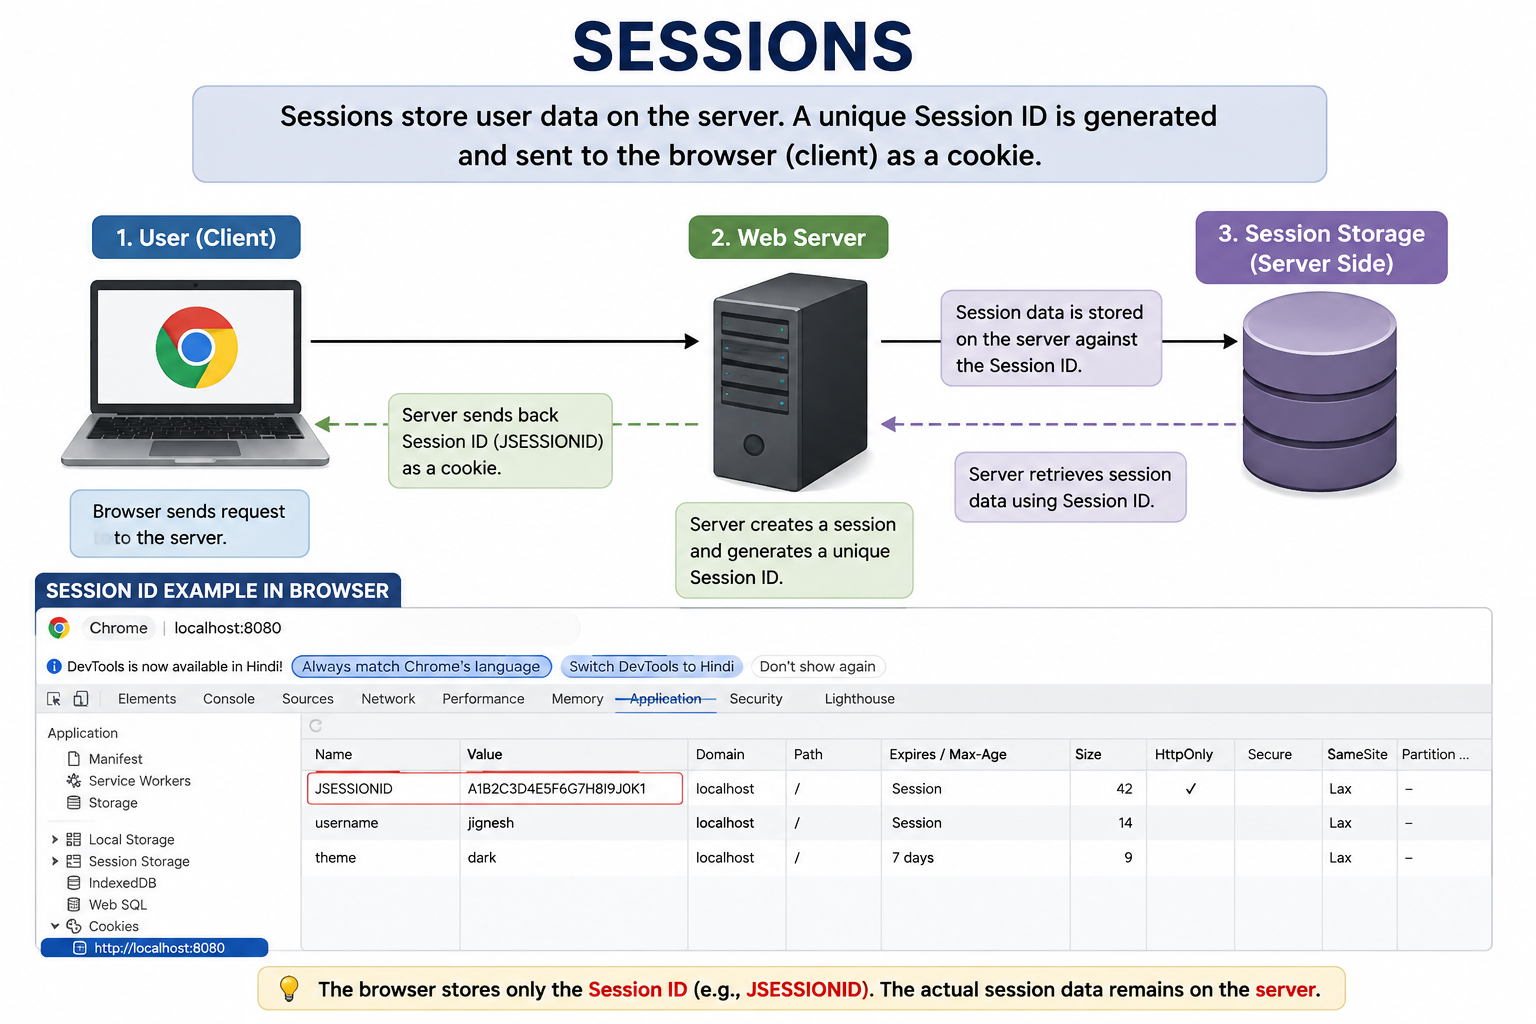 SESSIONS
Sessions store user data on the server. A unique Session ID is generated
and sent to the browser (client) as a cookie.
1. User (Client)
2. Web Server
3. Session Storage
(Server Side)
Session data is stored
on the server against
the Session ID.
Server sends back
Session ID (JSESSIONID)
as a cookie.
Server retrieves session
data using Session ID.
Browser sends request
to to the server.
Server creates a session
and generates a unique
Session ID.
SESSION ID EXAMPLE IN BROWSER
Chrome | localhost:8080
DevTools is now available in Hindi! Always match Chrome's language Switch DevTools to Hindi Don't show again
Elements Console Sources Network Performance Memory Application Security Lighthouse
Application
Manifest
Service Workers
Storage
Local Storage
Session Storage
IndexedDB
Web SQL
Cookies
http://localhost:8080
Name Value Domain Path Expires / Max-Age Size HttpOnly Secure SameSite Partition ...
JSESSIONID A1B2C3D4E5F6G7H8I9J0K1 localhost / Session 42 ✓ Lax –
username jignesh localhost / Session 14 Lax –
theme dark localhost / 7 days 9 Lax –
The browser stores only the Session ID (e.g., JSESSIONID). The actual session data remains on the server.